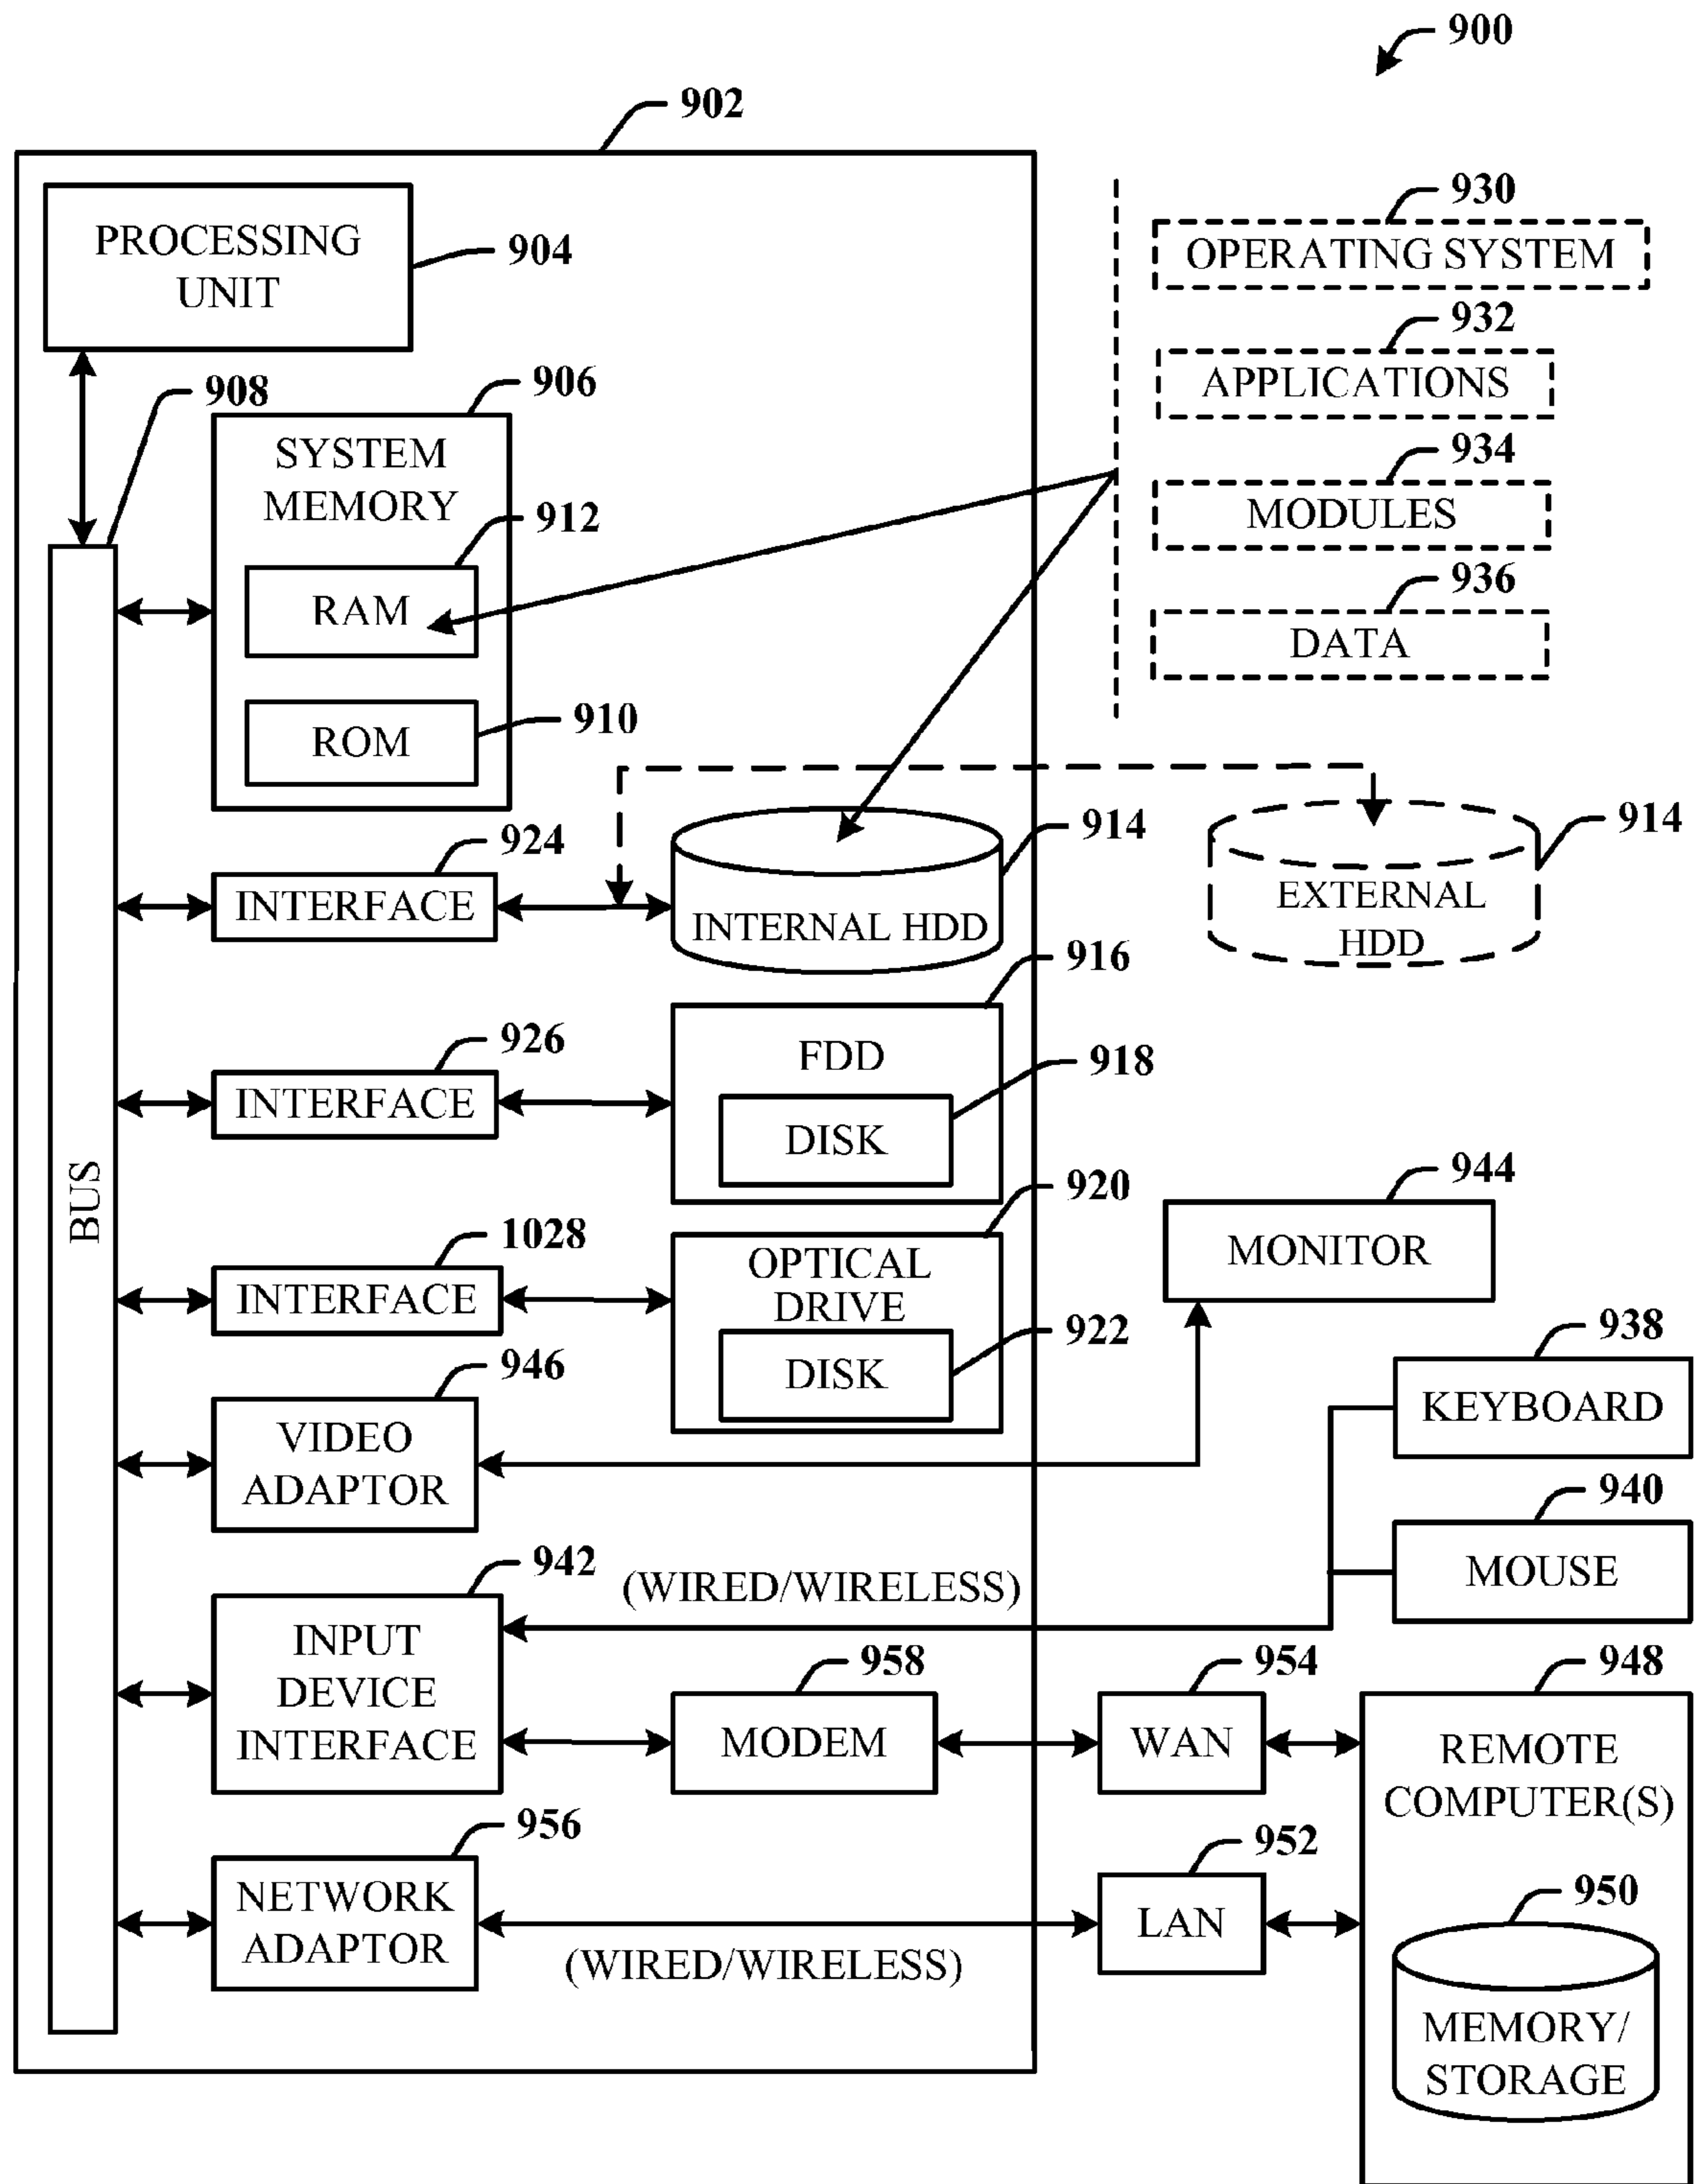 900
902
PROCESSING
UNIT
904
930
OPERATING SYSTEM
932
APPLICATIONS
934
MODULES
936
DATA
908
906
SYSTEM
MEMORY
912
RAM
910
ROM
924
INTERFACE
914
INTERNAL HDD
914
EXTERNAL
HDD
926
INTERFACE
916
FDD
918
DISK
BUS
1028
INTERFACE
920
OPTICAL
DRIVE
922
DISK
944
MONITOR
946
VIDEO
ADAPTOR
938
KEYBOARD
940
MOUSE
942
(WIRED/WIRELESS)
INPUT
DEVICE
INTERFACE
958
MODEM
954
WAN
948
REMOTE
COMPUTER(S)
956
NETWORK
ADAPTOR
(WIRED/WIRELESS)
952
LAN
950
MEMORY/
STORAGE